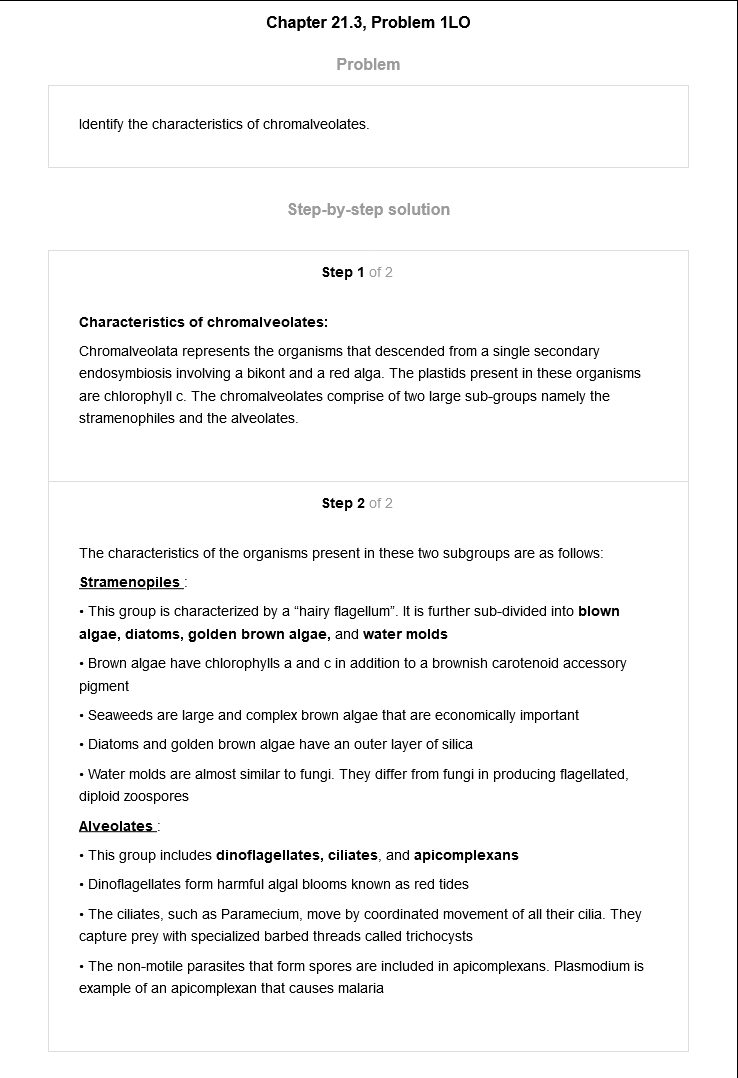 Chapter 21.3, Problem 1LO
Problem
Identify the characteristics of chromalveolates.
Step-by-step solution
Step 1 of 2
Characteristics of chromalveolates:
Chromalveolata represents the organisms that descended from a single secondary
endosymbiosis involving a bikont and a red alga. The plastids present in these organisms
are chlorophyll c. The chromalveolates comprise of two large sub-groups namely the
stramenophiles and the alveolates.
Step 2 of 2
The characteristics of the organisms present in these two subgroups are as follows:
Stramenopiles :
• This group is characterized by a “hairy flagellum”. It is further sub-divided into blown
algae, diatoms, golden brown algae, and water molds
• Brown algae have chlorophylls a and c in addition to a brownish carotenoid accessory
pigment
• Seaweeds are large and complex brown algae that are economically important
• Diatoms and golden brown algae have an outer layer of silica
• Water molds are almost similar to fungi. They differ from fungi in producing flagellated,
diploid zoospores
Alveolates :
• This group includes dinoflagellates, ciliates, and apicomplexans
• Dinoflagellates form harmful algal blooms known as red tides
• The ciliates, such as Paramecium, move by coordinated movement of all their cilia. They
capture prey with specialized barbed threads called trichocysts
• The non-motile parasites that form spores are included in apicomplexans. Plasmodium is
example of an apicomplexan that causes malaria